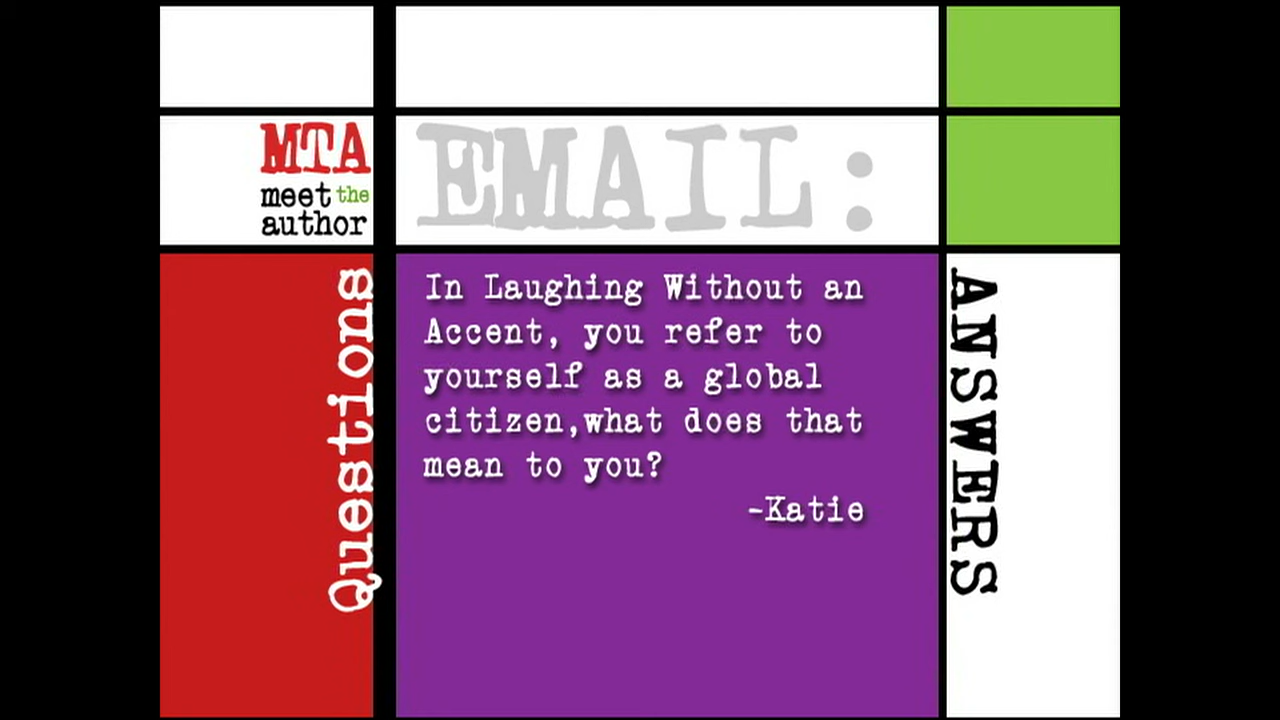 MTA
meet the
author
EMAIL:
Questions
In Laughing Without an
Accent, you refer to
yourself as a global
citizen,what does that
mean to you?
-Katie
ANSWERS